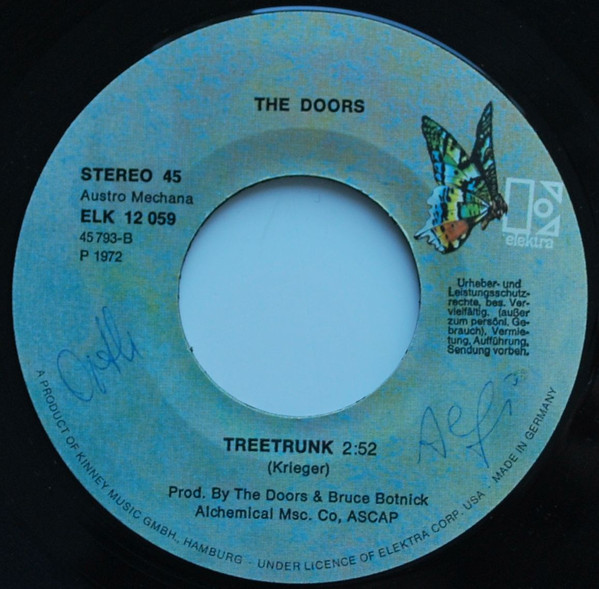 THE DOORS
STEREO 45
Austro Mechana
ELK 12 059
45 793-B
P 1972
elektra
Urheber- und
Leistungsschutz-
rechte, bes. Ver-
vielfältig. (außer
zum persönl. Ge-
brauch), Vermie-
tung, Aufführung,
Sendung vorbeh.
TREETRUNK 2:52
(Krieger)
Prod. By The Doors & Bruce Botnick
Alchemical Msc. Co, ASCAP
A PRODUCT OF KINNEY MUSIC GMBH., HAMBURG - UNDER LICENCE OF ELEKTRA CORP. USA - MADE IN GERMANY